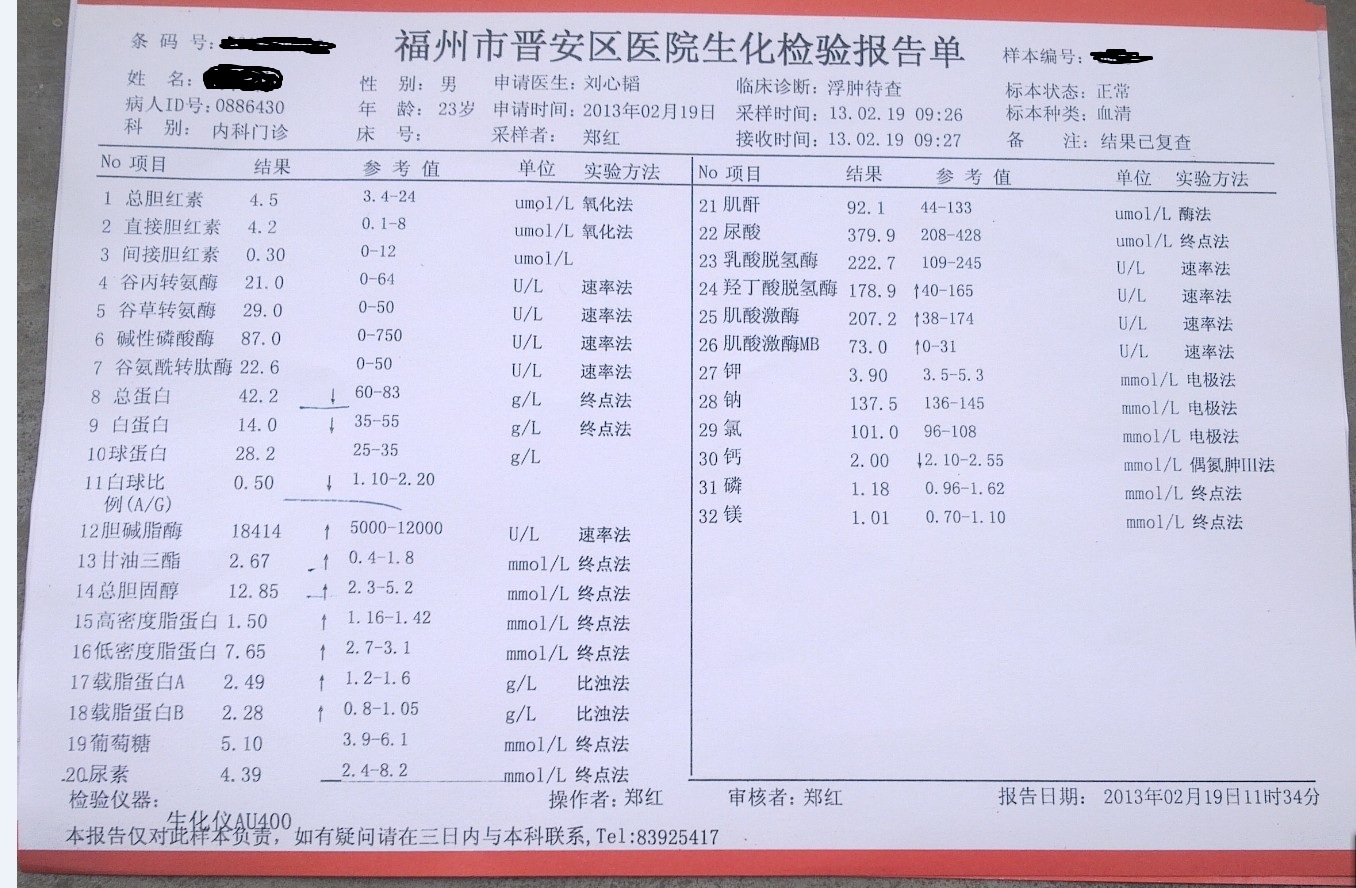 条 码 号:
福州市晋安区医院生化检验报告单
样本编号:
姓 名:
性 别: 男
申请医生: 刘心韬
临床诊断: 浮肿待查
标本状态: 正常
病人ID号: 0886430
年 龄: 23岁
申请时间: 2013年02月19日
采样时间: 13.02.19 09:26
标本种类: 血清
科 别: 内科门诊
床 号:
采样者: 郑红
接收时间: 13.02.19 09:27
备 注: 结果已复查
No 项目 结果 参 考 值 单位 实验方法
1 总胆红素 4.5 3.4-24 umol/L 氧化法
2 直接胆红素 4.2 0.1-8 umol/L 氧化法
3 间接胆红素 0.30 0-12 umol/L
4 谷丙转氨酶 21.0 0-64 U/L 速率法
5 谷草转氨酶 29.0 0-50 U/L 速率法
6 碱性磷酸酶 87.0 0-750 U/L 速率法
7 谷氨酰转肽酶 22.6 0-50 U/L 速率法
8 总蛋白 42.2 ↓ 60-83 g/L 终点法
9 白蛋白 14.0 ↓ 35-55 g/L 终点法
10球蛋白 28.2 25-35 g/L
11白球比 0.50 ↓ 1.10-2.20
例(A/G)
12胆碱脂酶 18414 ↑ 5000-12000 U/L 速率法
13甘油三酯 2.67 ↑ 0.4-1.8 mmol/L 终点法
14总胆固醇 12.85 ↑ 2.3-5.2 mmol/L 终点法
15高密度脂蛋白 1.50 ↑ 1.16-1.42 mmol/L 终点法
16低密度脂蛋白 7.65 ↑ 2.7-3.1 mmol/L 终点法
17载脂蛋白A 2.49 ↑ 1.2-1.6 g/L 比浊法
18载脂蛋白B 2.28 ↑ 0.8-1.05 g/L 比浊法
19葡萄糖 5.10 3.9-6.1 mmol/L 终点法
20尿素 4.39 2.4-8.2 mmol/L 终点法
No 项目 结果 参 考 值 单位 实验方法
21 肌酐 92.1 44-133 umol/L 酶法
22 尿酸 379.9 208-428 umol/L 终点法
23 乳酸脱氢酶 222.7 109-245 U/L 速率法
24 羟丁酸脱氢酶 178.9 ↑40-165 U/L 速率法
25 肌酸激酶 207.2 ↑38-174 U/L 速率法
26 肌酸激酶MB 73.0 ↑0-31 U/L 速率法
27 钾 3.90 3.5-5.3 mmol/L 电极法
28 钠 137.5 136-145 mmol/L 电极法
29 氯 101.0 96-108 mmol/L 电极法
30 钙 2.00 ↓2.10-2.55 mmol/L 偶氮胂III法
31 磷 1.18 0.96-1.62 mmol/L 终点法
32 镁 1.01 0.70-1.10 mmol/L 终点法
检验仪器:
生化仪AU400
操作者: 郑红
审核者: 郑红
报告日期: 2013年02月19日11时34分
本报告仅对此样本负责，如有疑问请在三日内与本科联系,Tel:83925417